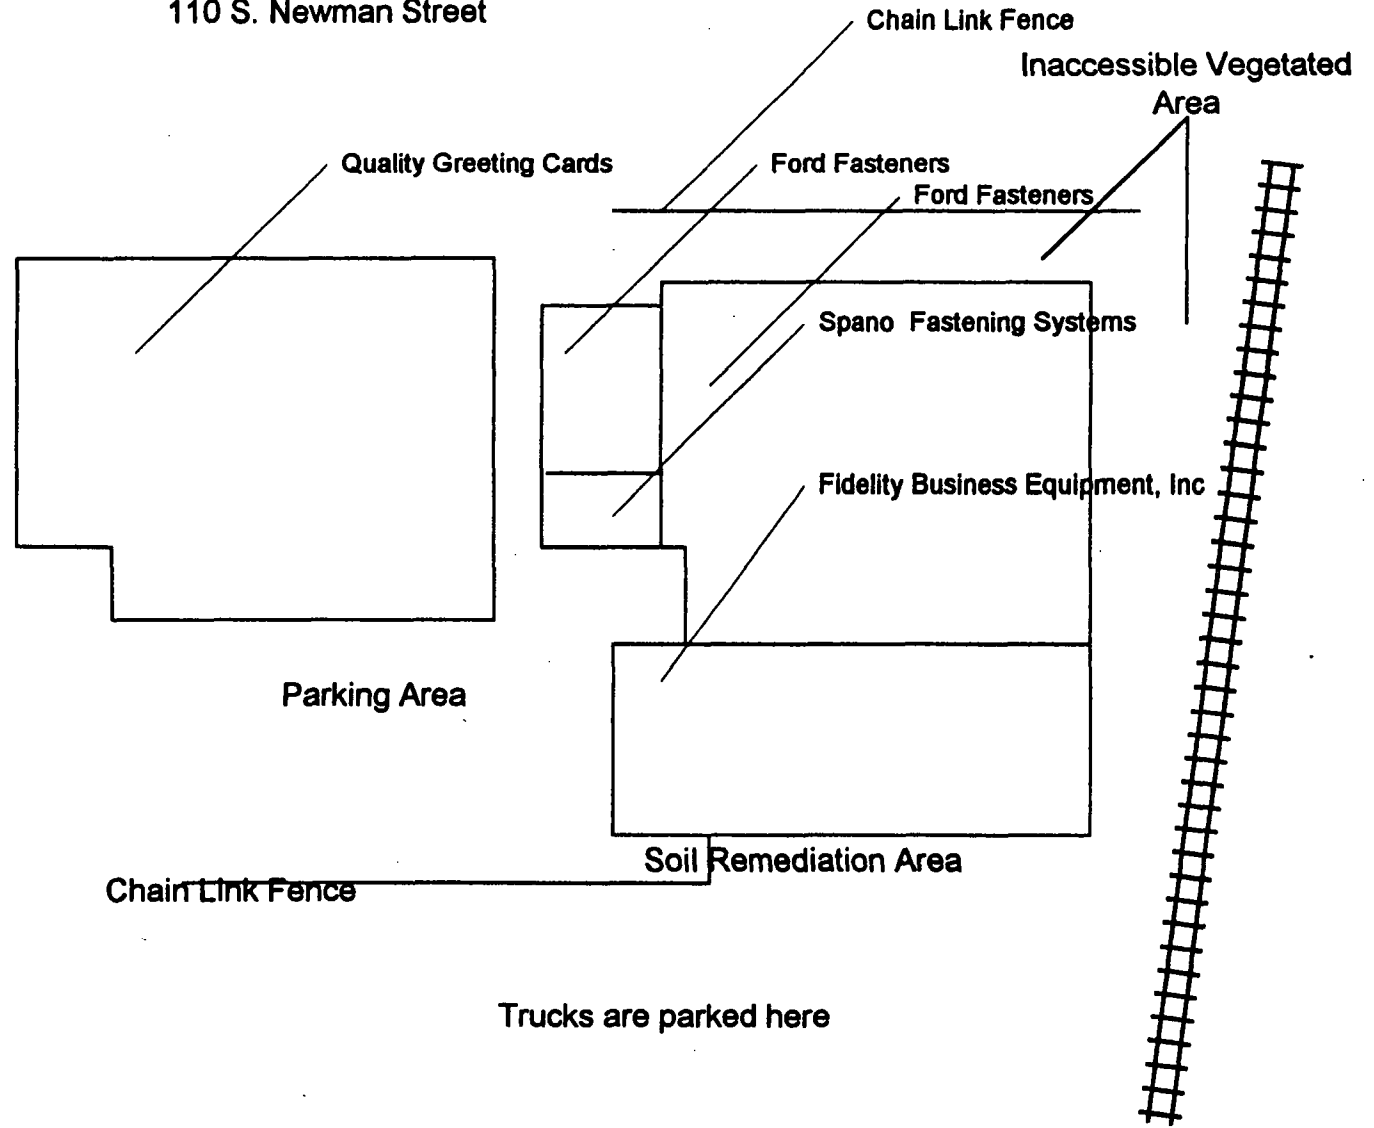 110 S. Newman Street
Chain Link Fence
Inaccessible Vegetated
Area
Quality Greeting Cards
Ford Fasteners
Ford Fasteners
Spano Fastening Systems
Fidelity Business Equipment, Inc
Parking Area
Soil Remediation Area
Chain Link Fence
Trucks are parked here